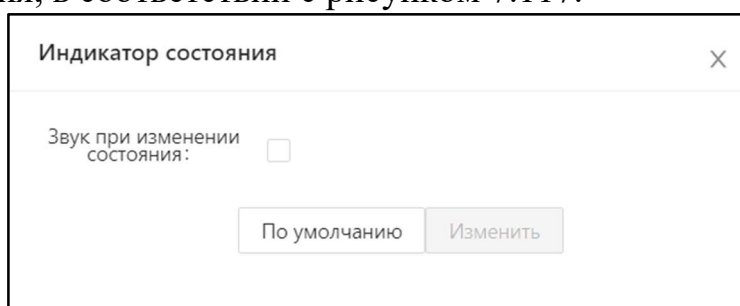 в соответствии с рисунком 7.117.
Индикатор состояния
Звук при изменении
состояния:
По умолчанию
Изменить